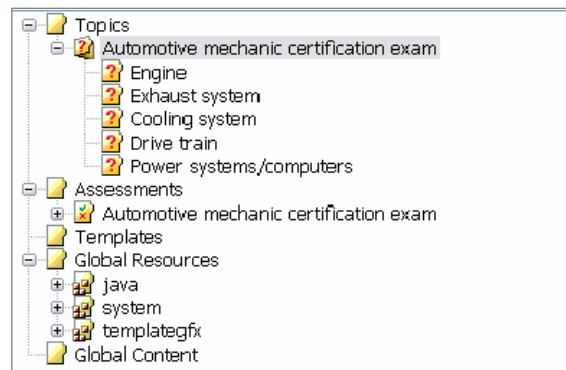 Topics
Automotive mechanic certification exam
Engine
Exhaust system
Cooling system
Drive train
Power systems/computers
Assessments
Automotive mechanic certification exam
Templates
Global Resources
java
system
templategfx
Global Content